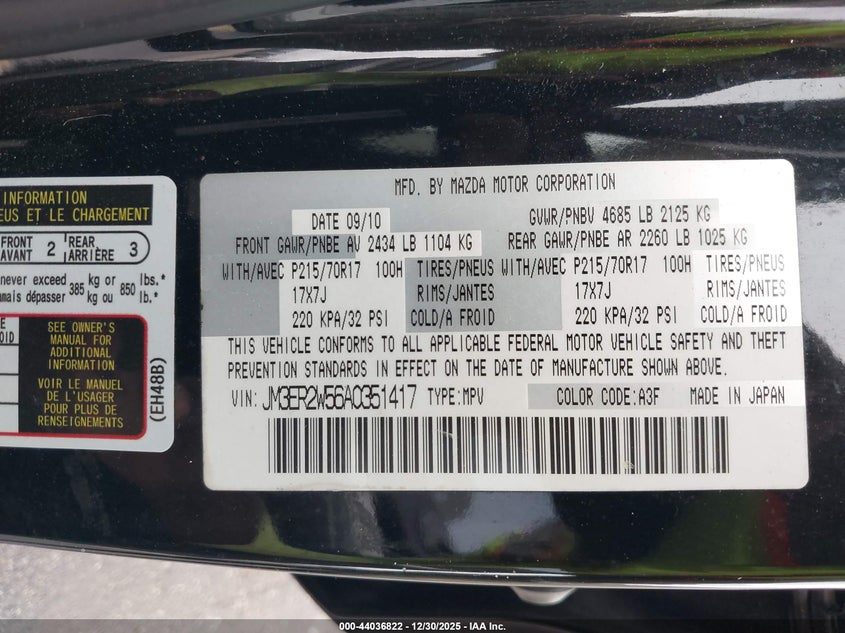 INFORMATION
EUS ET LE CHARGEMENT
FRONT AVANT 2 REAR ARRIÈRE 3
never exceed 385 kg or 850 lbs.*
amais dépasser kg ou lb.*
SEE OWNER'S
MANUAL FOR
ADDITIONAL
INFORMATION
VOIR LE MANUEL
DE L'USAGER
POUR PLUS DE
RENSEIGNEMENTS
(EH48B)
MFD. BY MAZDA MOTOR CORPORATION
DATE 09/10 GVWR/PNBV 4685 LB 2125 KG
FRONT GAWR/PNBE AV 2434 LB 1104 KG REAR GAWR/PNBE AR 2260 LB 1025 KG
WITH/AVEC P215/70R17 100H TIRES/PNEUS WITH/AVEC P215/70R17 100H TIRES/PNEUS
17X7J RIMS/JANTES 17X7J RIMS/JANTES
220 KPA/32 PSI COLD/A FROID 220 KPA/32 PSI COLD/A FROID
THIS VEHICLE CONFORMS TO ALL APPLICABLE FEDERAL MOTOR VEHICLE SAFETY AND THEFT
PREVENTION STANDARDS IN EFFECT ON THE DATE OF MANUFACTURE SHOWN ABOVE.
VIN: JM3ER2W56A0351417 TYPE:MPV COLOR CODE:A3F MADE IN JAPAN
000-44036822 - 12/30/2025 - IAA Inc.